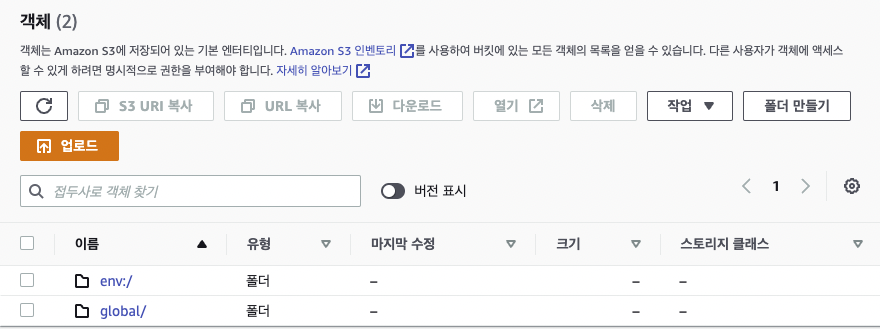 객체 (2)
객체는 Amazon S3에 저장되어 있는 기본 엔터티입니다. Amazon S3 인벤토리를 사용하여 버킷에 있는 모든 객체의 목록을 얻을 수 있습니다. 다른 사용자가 객체에 액세스
할 수 있게 하려면 명시적으로 권한을 부여해야 합니다. 자세히 알아보기
S3 URI 복사 URL 복사 다운로드 열기 삭제 작업 폴더 만들기
업로드
접두사로 객체 찾기 버전 표시 1
이름 유형 마지막 수정 크기 스토리지 클래스
env:/ 폴더 – – –
global/ 폴더 – – –